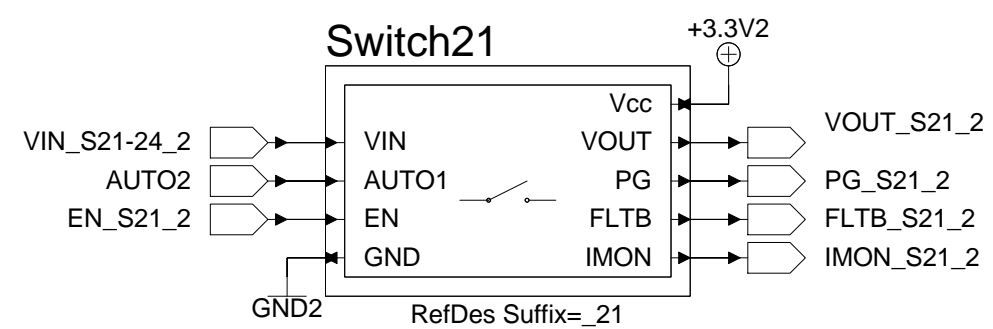 Switch21
+3.3V2
Vcc
VIN_S21-24_2
VIN
VOUT
VOUT_S21_2
AUTO2
AUTO1
PG
PG_S21_2
EN_S21_2
EN
FLTB
FLTB_S21_2
GND
IMON
IMON_S21_2
GND2
RefDes Suffix=_21